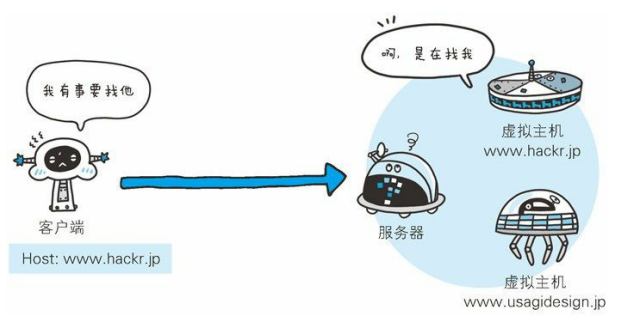 我有事要找他
啊，是在找我
虚拟主机
www.hackr.jp
客户端
Host: www.hackr.jp
服务器
虚拟主机
www.usagidesign.jp